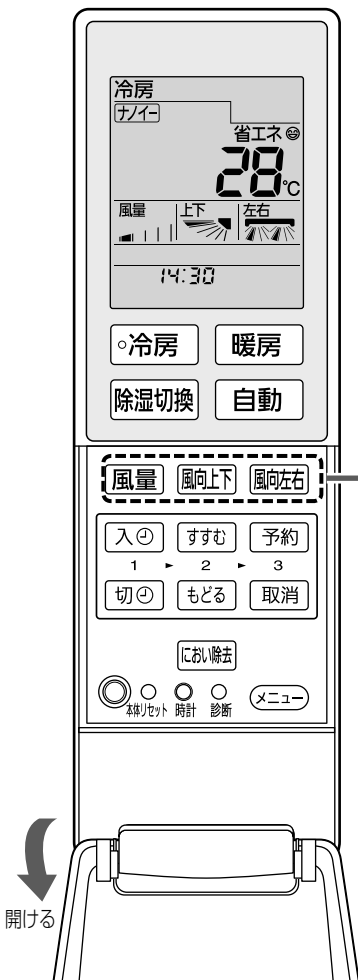 冷房
ナノイー
省エネ
28℃
風量 上下 左右
14:30
冷房 暖房
除湿切換 自動
風量 風向上下 風向左右
入 すすむ 予約
1 ► 2 ► 3
切 もどる 取消
におい除去
本体リセット 時計 診断 メニュー
開ける